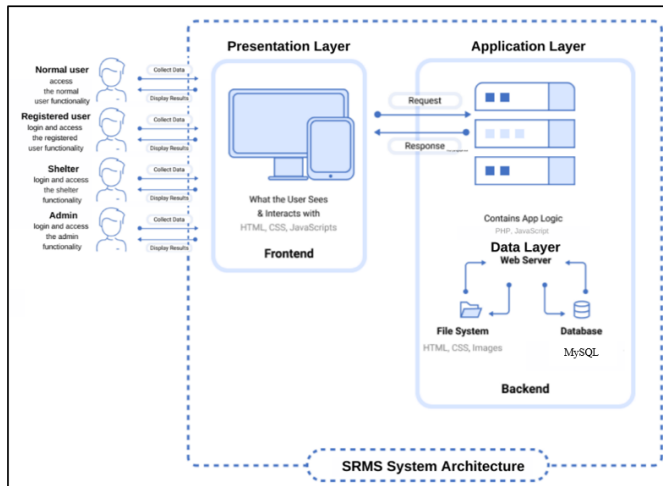 Presentation Layer
Application Layer
Normal user
access
the normal
user functionality
Collect Data
Display Results
Registered user
login and access
the registered
user functionality
Collect Data
Display Results
Shelter
login and access
the shelter
functionality
Collect Data
Display Results
Admin
login and access
the admin
functionality
Collect Data
Display Results
Request
Response
What the User Sees
& Interacts with
HTML, CSS, JavaScripts
Frontend
Contains App Logic
PHP, JavaScript
Data Layer
Web Server
File System
HTML, CSS, Images
Database
MySQL
Backend
SRMS System Architecture